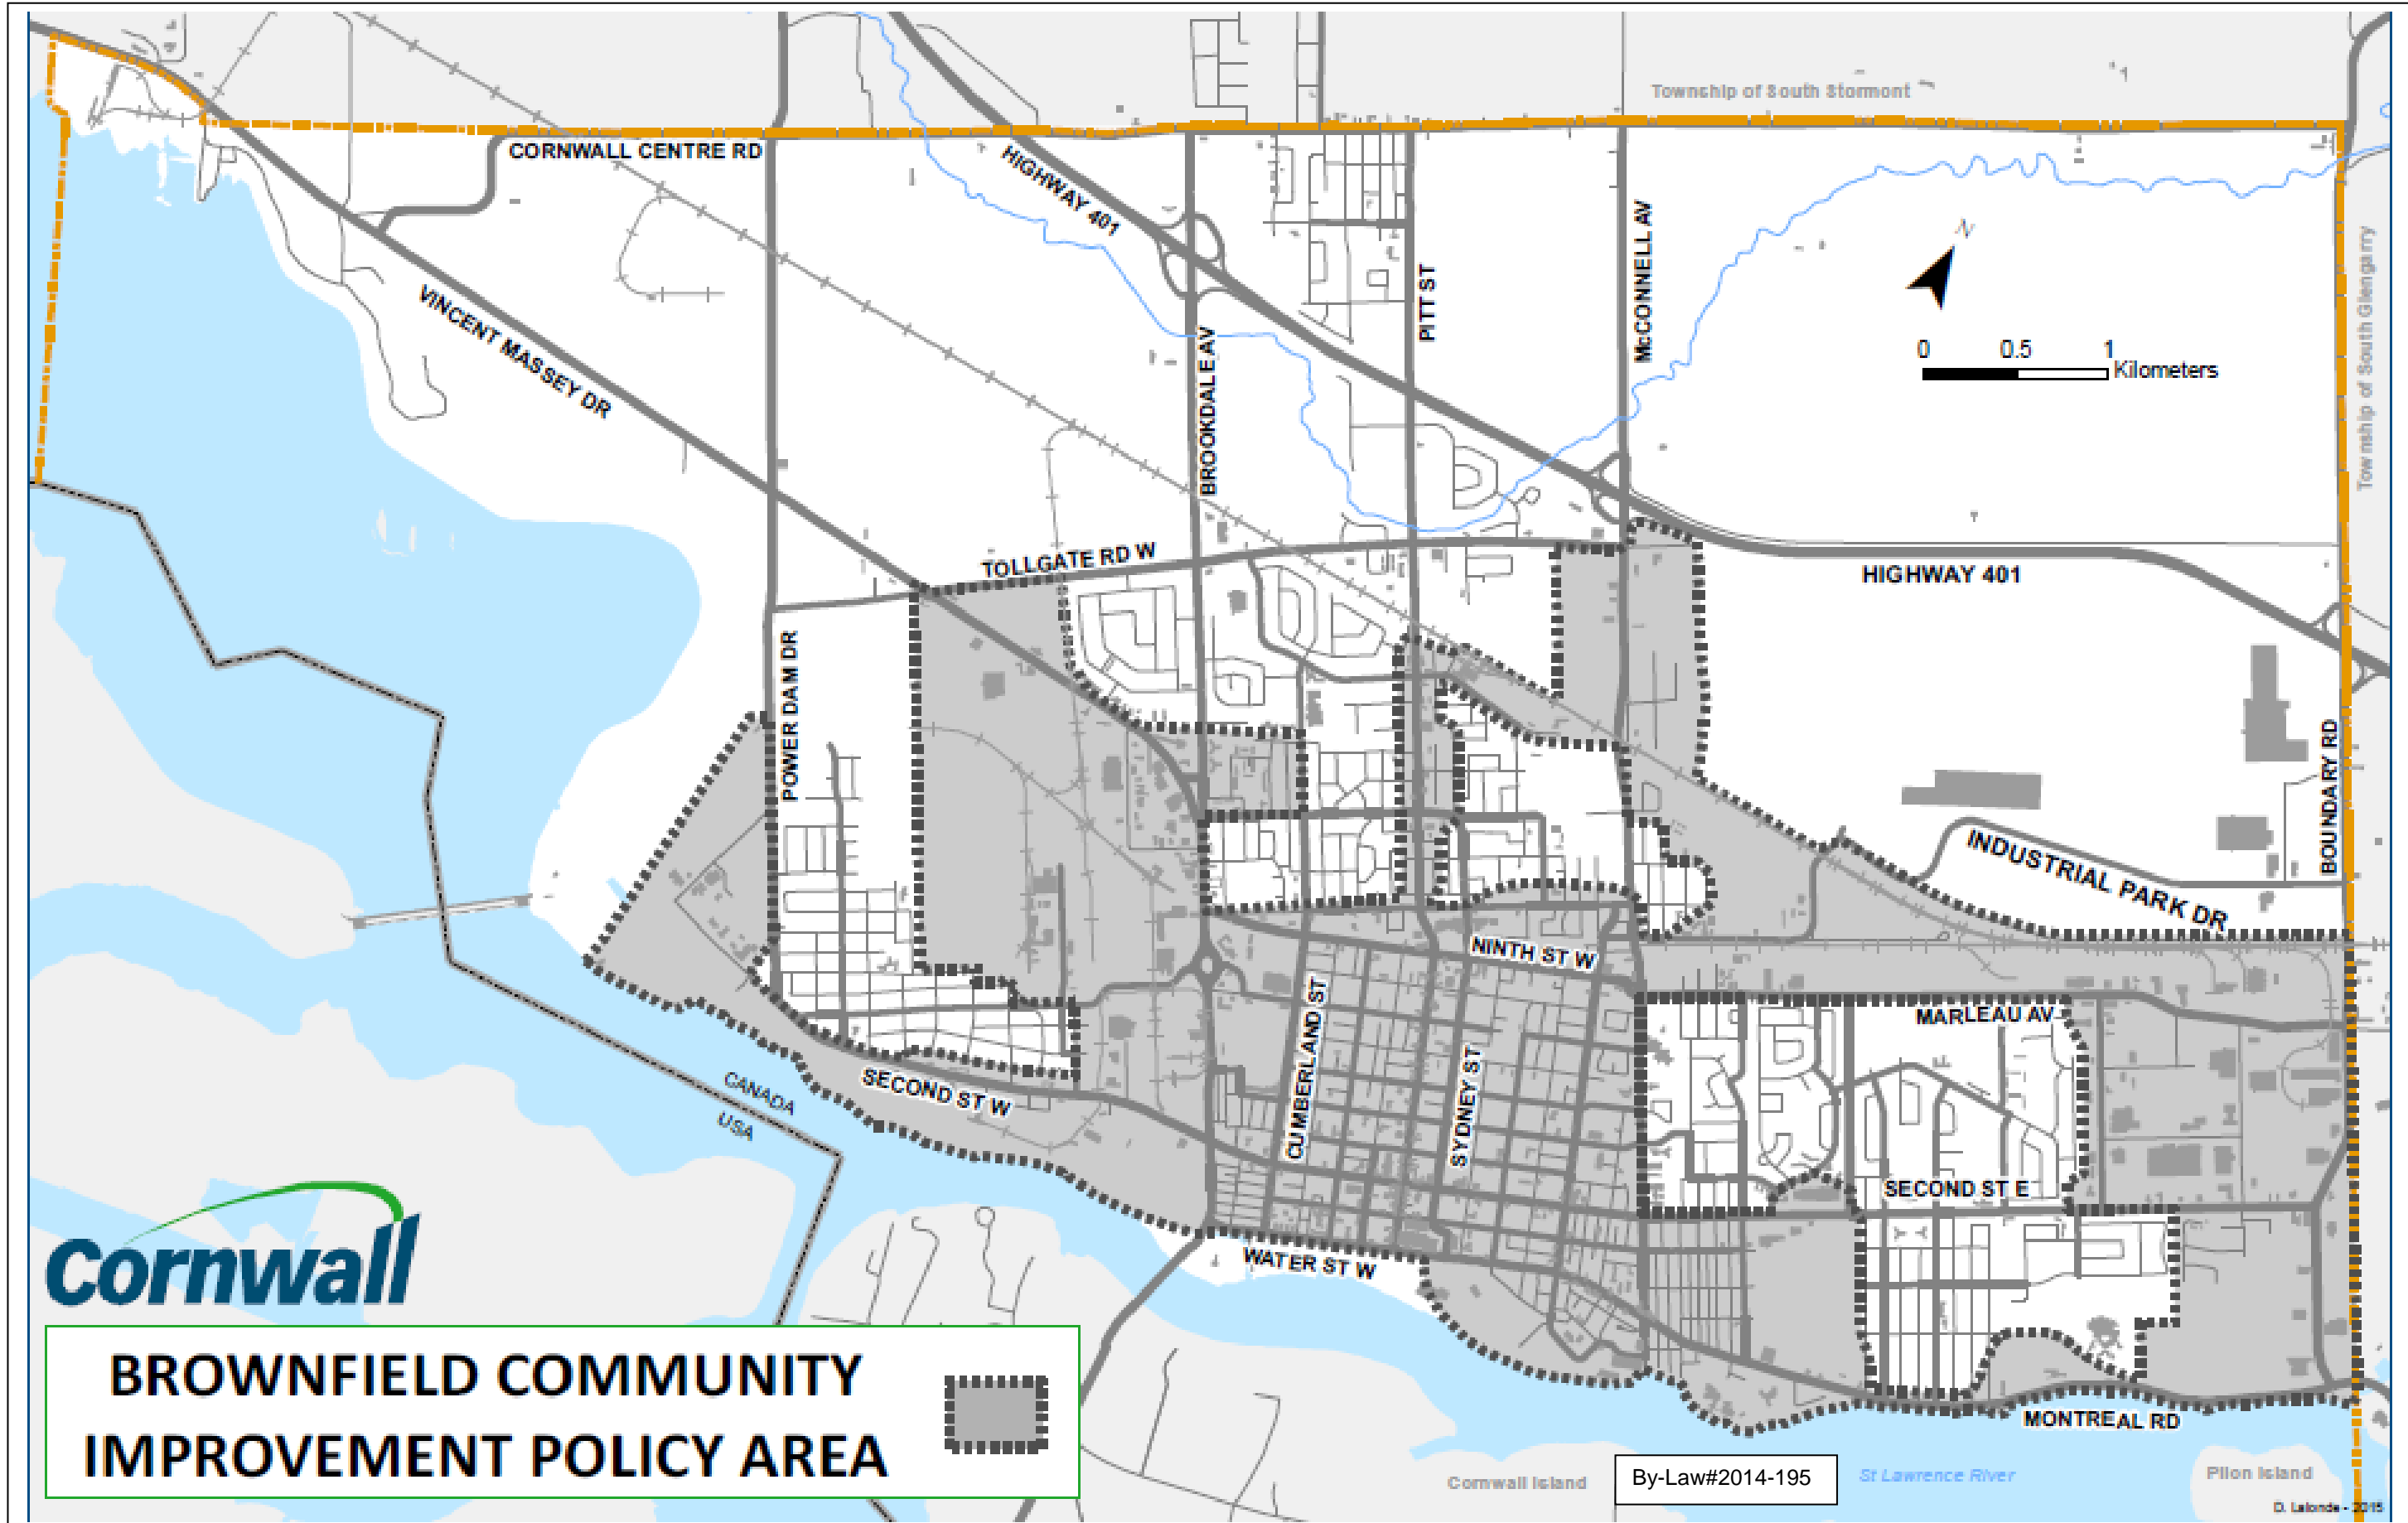 Township of South Stormont
CORNWALL CENTRE RD
HIGHWAY 401
McCONNELL AV
N
Township of South Glengarry
PITT ST
VINCENT MASSEY DR
BROOKDALE AV
0 0.5 1
Kilometers
TOLLGATE RD W
HIGHWAY 401
POWER DAM DR
BOUNDARY RD
INDUSTRIAL PARK DR
NINTH ST W
CUMBERLAND ST
MARLEAU AV
SYDNEY ST
SECOND ST W
CANADA
USA
SECOND ST E
WATER ST W
Cornwall
MONTREAL RD
BROWNFIELD COMMUNITY
IMPROVEMENT POLICY AREA
Cornwall Island
By-Law#2014-195
St Lawrence River
Pilon Island
D. Lalonde - 2015